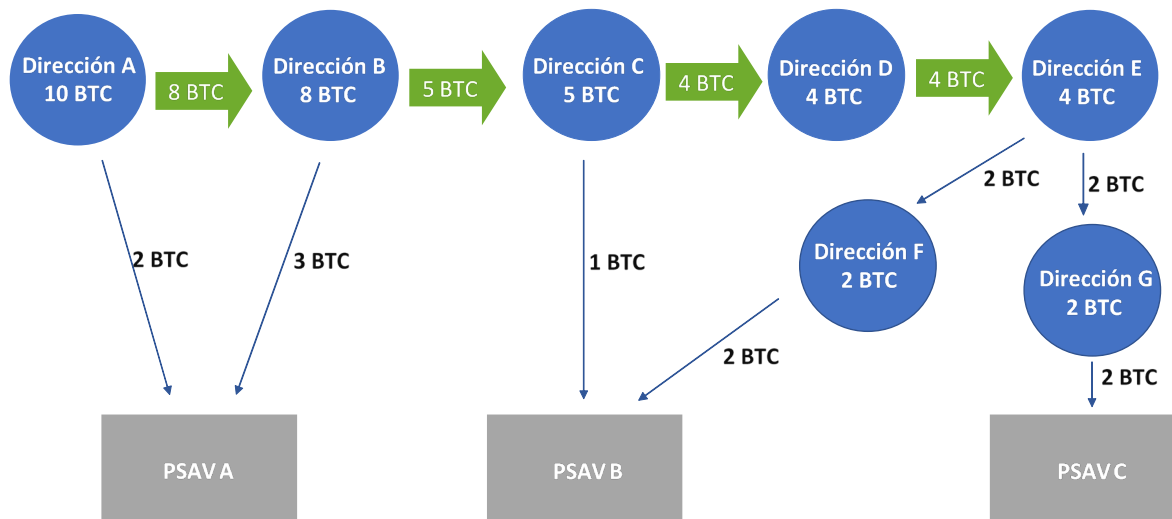 Dirección A
10 BTC
8 BTC
Dirección B
8 BTC
5 BTC
Dirección C
5 BTC
4 BTC
Dirección D
4 BTC
4 BTC
Dirección E
4 BTC
2 BTC
2 BTC
2 BTC
3 BTC
1 BTC
Dirección F
2 BTC
Dirección G
2 BTC
2 BTC
2 BTC
PSAV A
PSAV B
PSAV C